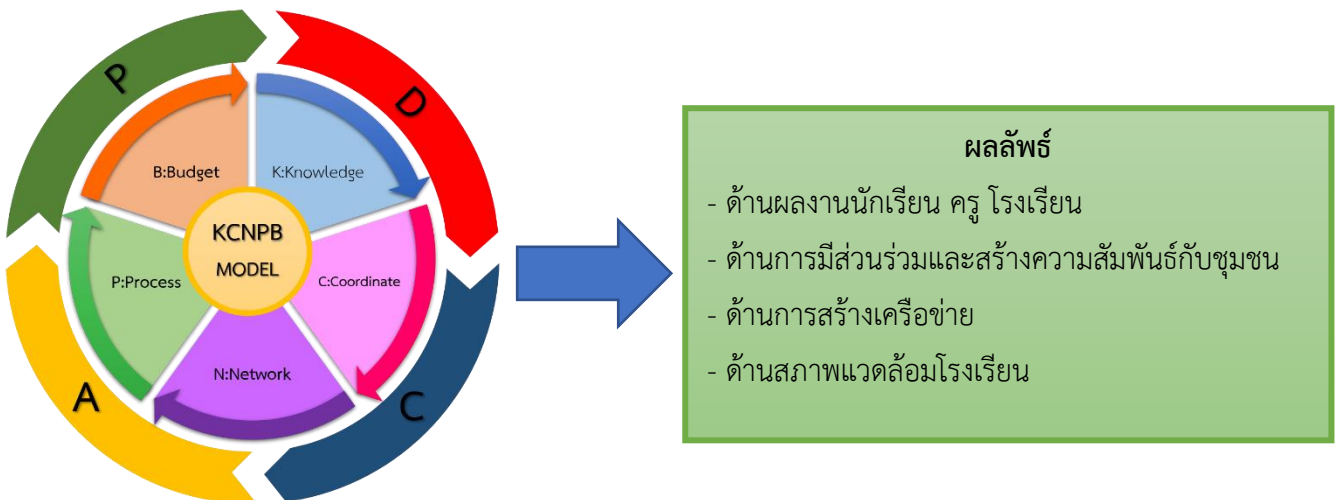 P
D
B:Budget
K:Knowledge
KCNPB
MODEL
P:Process
C:Coordinate
N:Network
A
C
ผลลัพธ์
- ด้านผลงานนักเรียน ครู โรงเรียน
- ด้านการมีส่วนร่วมและสร้างความสัมพันธ์กับชุมชน
- ด้านการสร้างเครือข่าย
- ด้านสภาพแวดล้อมโรงเรียน